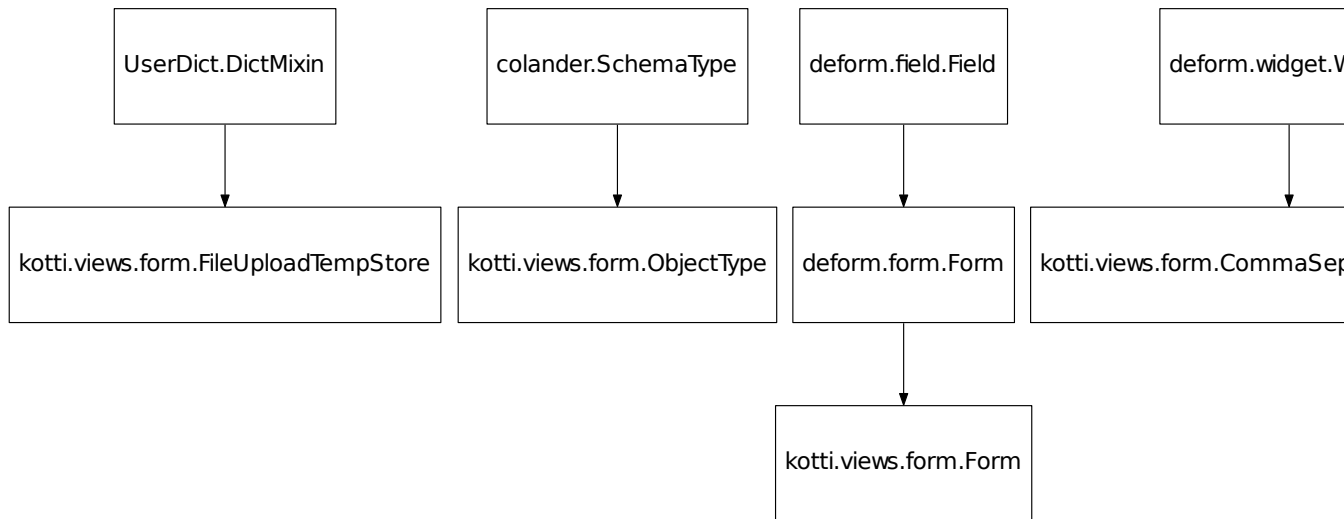 UserDict.DictMixin
colander.SchemaType
deform.field.Field
deform.widget.
kotti.views.form.FileUploadTempStore
kotti.views.form.ObjectType
deform.form.Form
kotti.views.form.CommaSep
kotti.views.form.Form